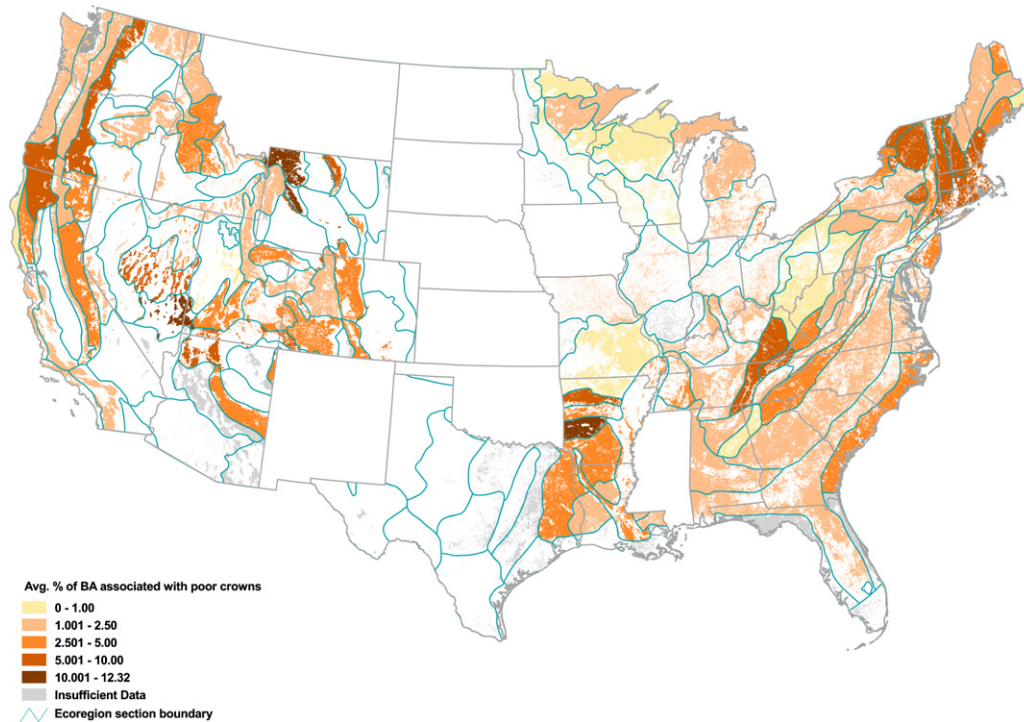 Avg. % of BA associated with poor crowns
0 - 1.00
1.001 - 2.50
2.501 - 5.00
5.001 - 10.00
10.001 - 12.32
Insufficient Data
Ecoregion section boundary